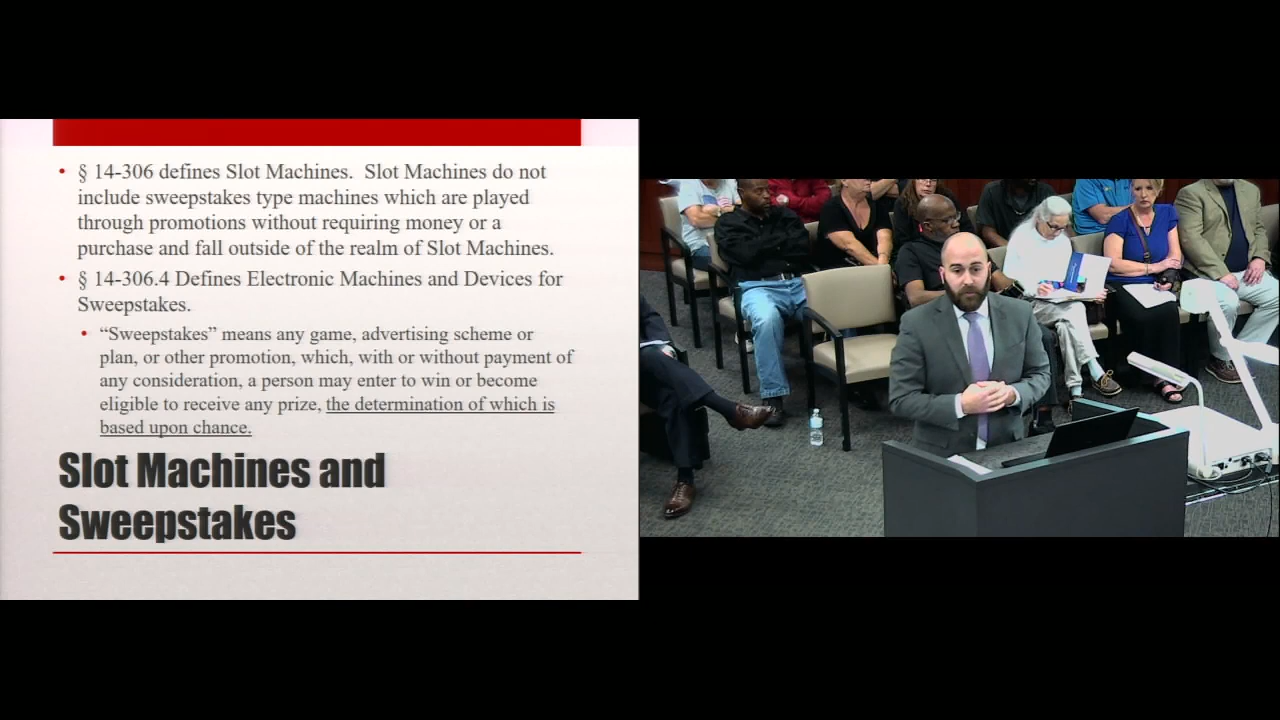 • § 14-306 defines Slot Machines.  Slot Machines do not
include sweepstakes type machines which are played
through promotions without requiring money or a
purchase and fall outside of the realm of Slot Machines.
• § 14-306.4 Defines Electronic Machines and Devices for
Sweepstakes.
• “Sweepstakes” means any game, advertising scheme or
plan, or other promotion, which, with or without payment of
any consideration, a person may enter to win or become
eligible to receive any prize, the determination of which is
based upon chance.
Slot Machines and
Sweepstakes